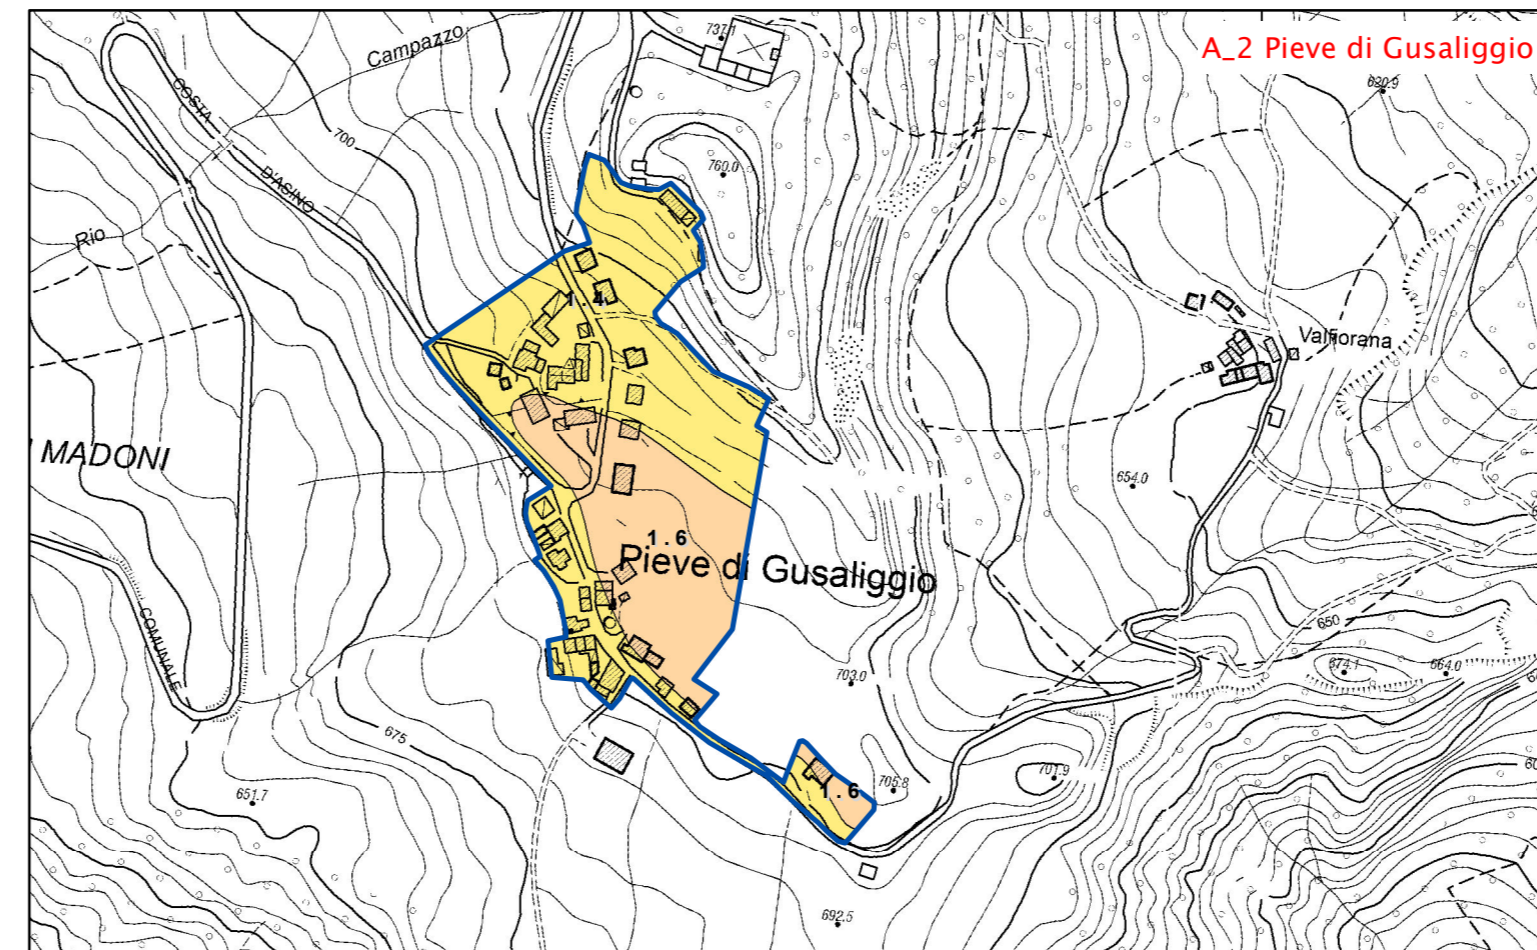 A_2 Pieve di Gusaliggio
737.1
Campazzo
620.9
COSTA
700
760.0
D'ASINO
Rio
1.4
Valfiorana
I MADONI
654.0
1.6
Pieve di Gusaliggio
COMUNALE
650
674.1
664.0
703.0
675
701.9
705.8
1.6
651.7
692.5